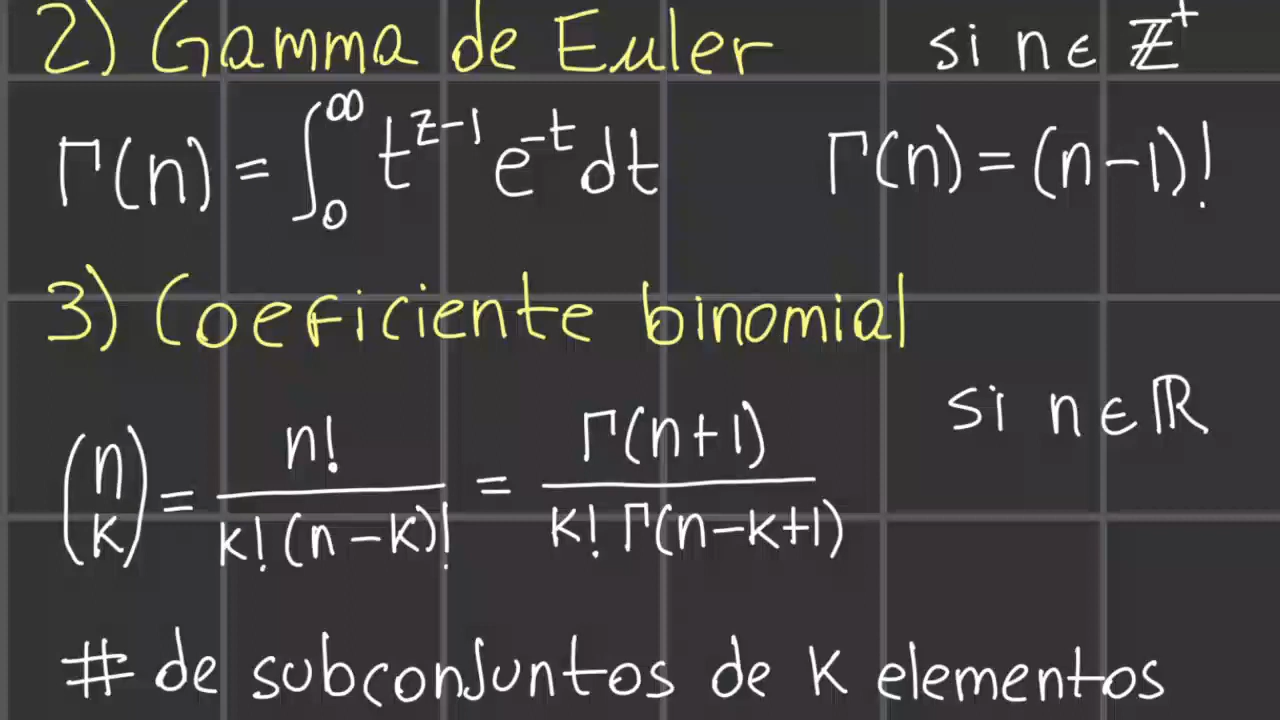 2) Gamma de Euler si n ∈ ℤ⁺
Γ(n) = ∫₀^∞ t^{z-1} e^{-t} dt Γ(n) = (n-1)!
3) Coeficiente binomial
si n ∈ ℝ
(n k) = n! / k! (n-k)! = Γ(n+1) / k! Γ(n-k+1)
# de subconjuntos de k elementos